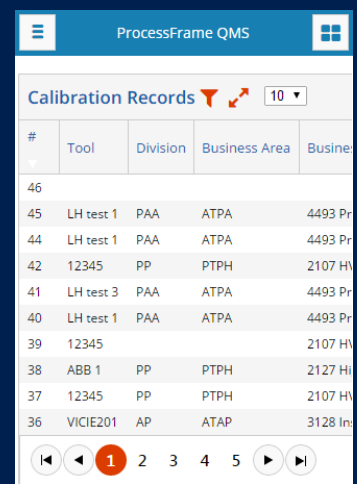 ProcessFrame QMS
Calibration Records 10
# Tool Division Business Area
46
45 LH test 1 PAA ATPA 4493 Pr
44 LH test 1 PAA ATPA 4493 Pr
42 12345 PP PTPH 2107 HV
41 LH test 3 PAA ATPA 4493 Pr
40 LH test 1 PAA ATPA 4493 Pr
39 12345 2107 HV
38 ABB 1 PP PTPH 2127 Hi
37 12345 PP PTPH 2107 HV
36 VICIE201 AP ATAP 3128 Ins
1 2 3 4 5